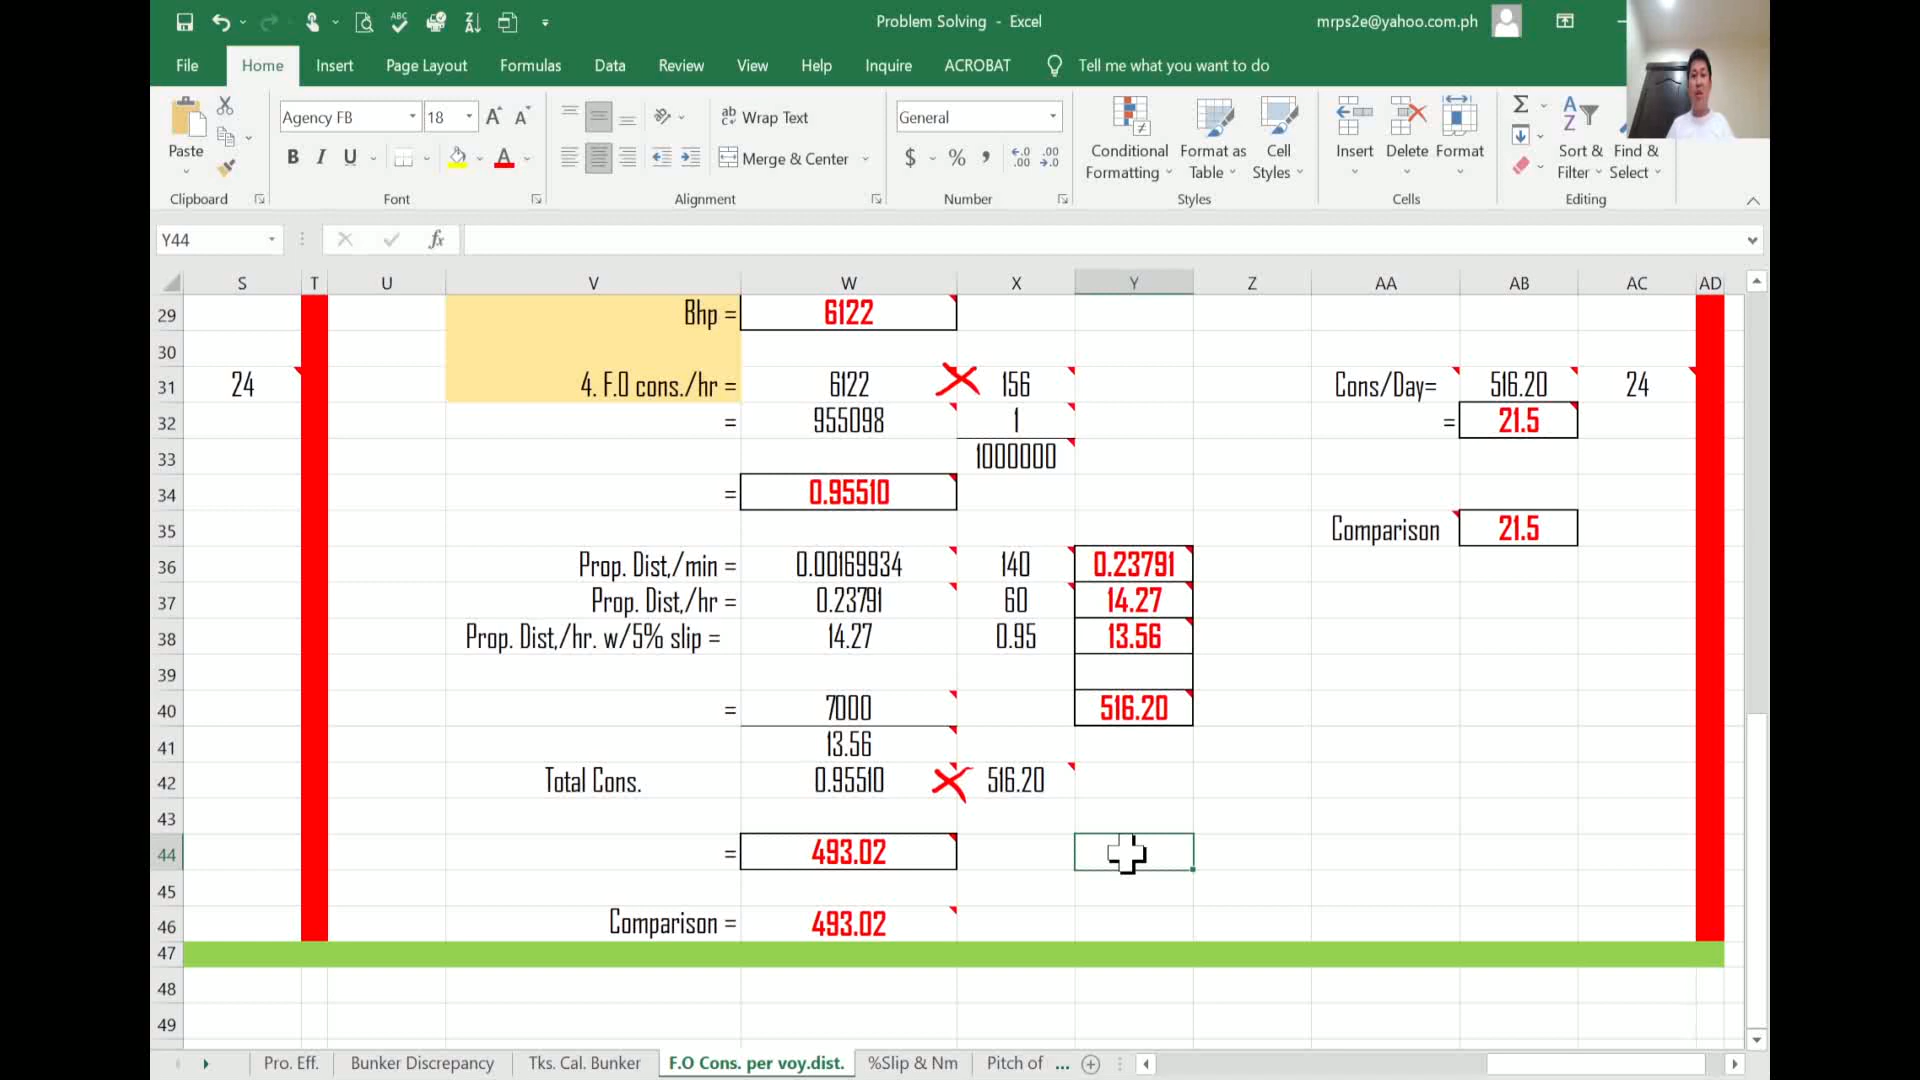 Problem Solving - Excel
mrps2e@yahoo.com.ph
File Home Insert Page Layout Formulas Data Review View Help Inquire ACROBAT Tell me what you want to do
Paste
Clipboard
Agency FB 18
B I U
Font
Wrap Text
Merge & Center
Alignment
General
$ % ,
Number
Conditional Formatting
Format as Table
Cell Styles
Styles
Insert Delete Format
Cells
Sort & Filter
Find & Select
Editing
Y44 fx
S T U V W X Y Z AA AB AC AD
29 Bhp = 6122
30
31 24 4. F.O cons./hr = 6122 156 Cons/Day= 516.20 24
32 = 955098 1 = 21.5
33 1000000
34 = 0.95510
35 Comparison 21.5
36 Prop. Dist,/min = 0.00169934 140 0.23791
37 Prop. Dist,/hr = 0.23791 60 14.27
38 Prop. Dist,/hr. w/5% slip = 14.27 0.95 13.56
39
40 = 7000 516.20
41 13.56
42 Total Cons. 0.95510 516.20
43
44 = 493.02
45
46 Comparison = 493.02
47
48
49
Pro. Eff. Bunker Discrepancy Tks. Cal. Bunker F.O Cons. per voy.dist. %Slip & Nm Pitch of ...